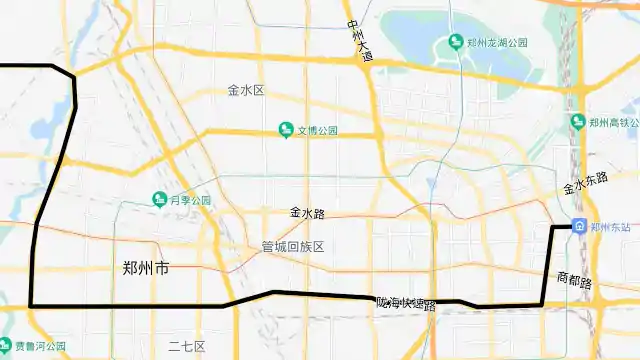 中州大道
郑州龙湖公园
金水区
文博公园
郑州高铁公
金水东路
月季公园
金水路
郑州东站
管城回族区
郑州市
商都路
陇海快速路
贾鲁河公园
二七区